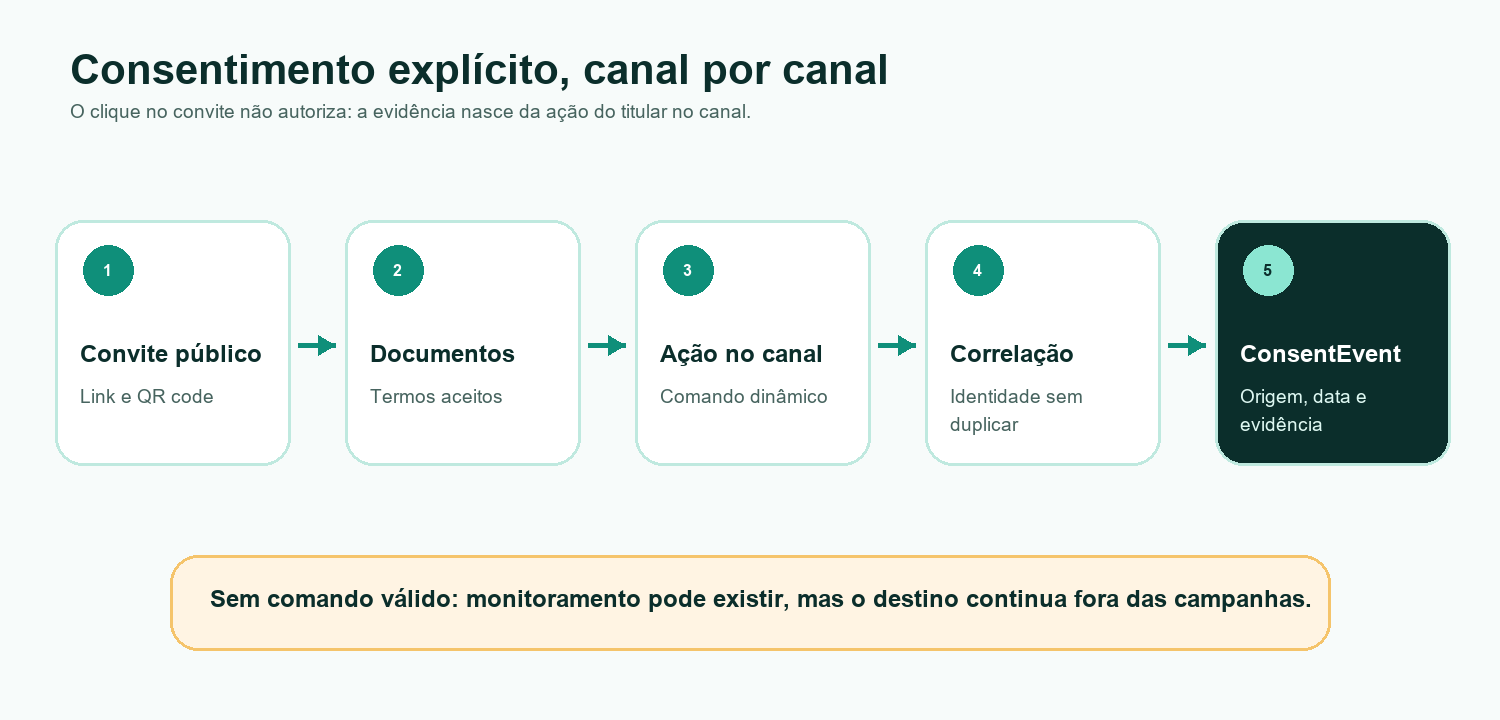 Consentimento explícito, canal por canal
O clique no convite não autoriza: a evidência nasce da ação do titular no canal.
1
Convite público
Link e QR code
2
Documentos
Termos aceitos
3
Ação no canal
Comando dinâmico
4
Correlação
Identidade sem
duplicar
5
ConsentEvent
Origem, data e
evidência
Sem comando válido: monitoramento pode existir, mas o destino continua fora das campanhas.